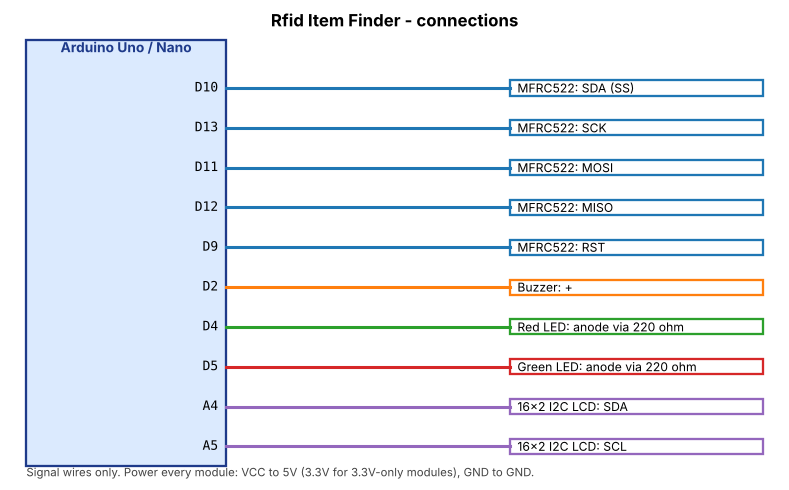 Rfid Item Finder - connections
Arduino Uno / Nano
D10 MFRC522: SDA (SS)
D13 MFRC522: SCK
D11 MFRC522: MOSI
D12 MFRC522: MISO
D9 MFRC522: RST
D2 Buzzer: +
D4 Red LED: anode via 220 ohm
D5 Green LED: anode via 220 ohm
A4 16×2 I2C LCD: SDA
A5 16×2 I2C LCD: SCL
Signal wires only. Power every module: VCC to 5V (3.3V for 3.3V-only modules), GND to GND.